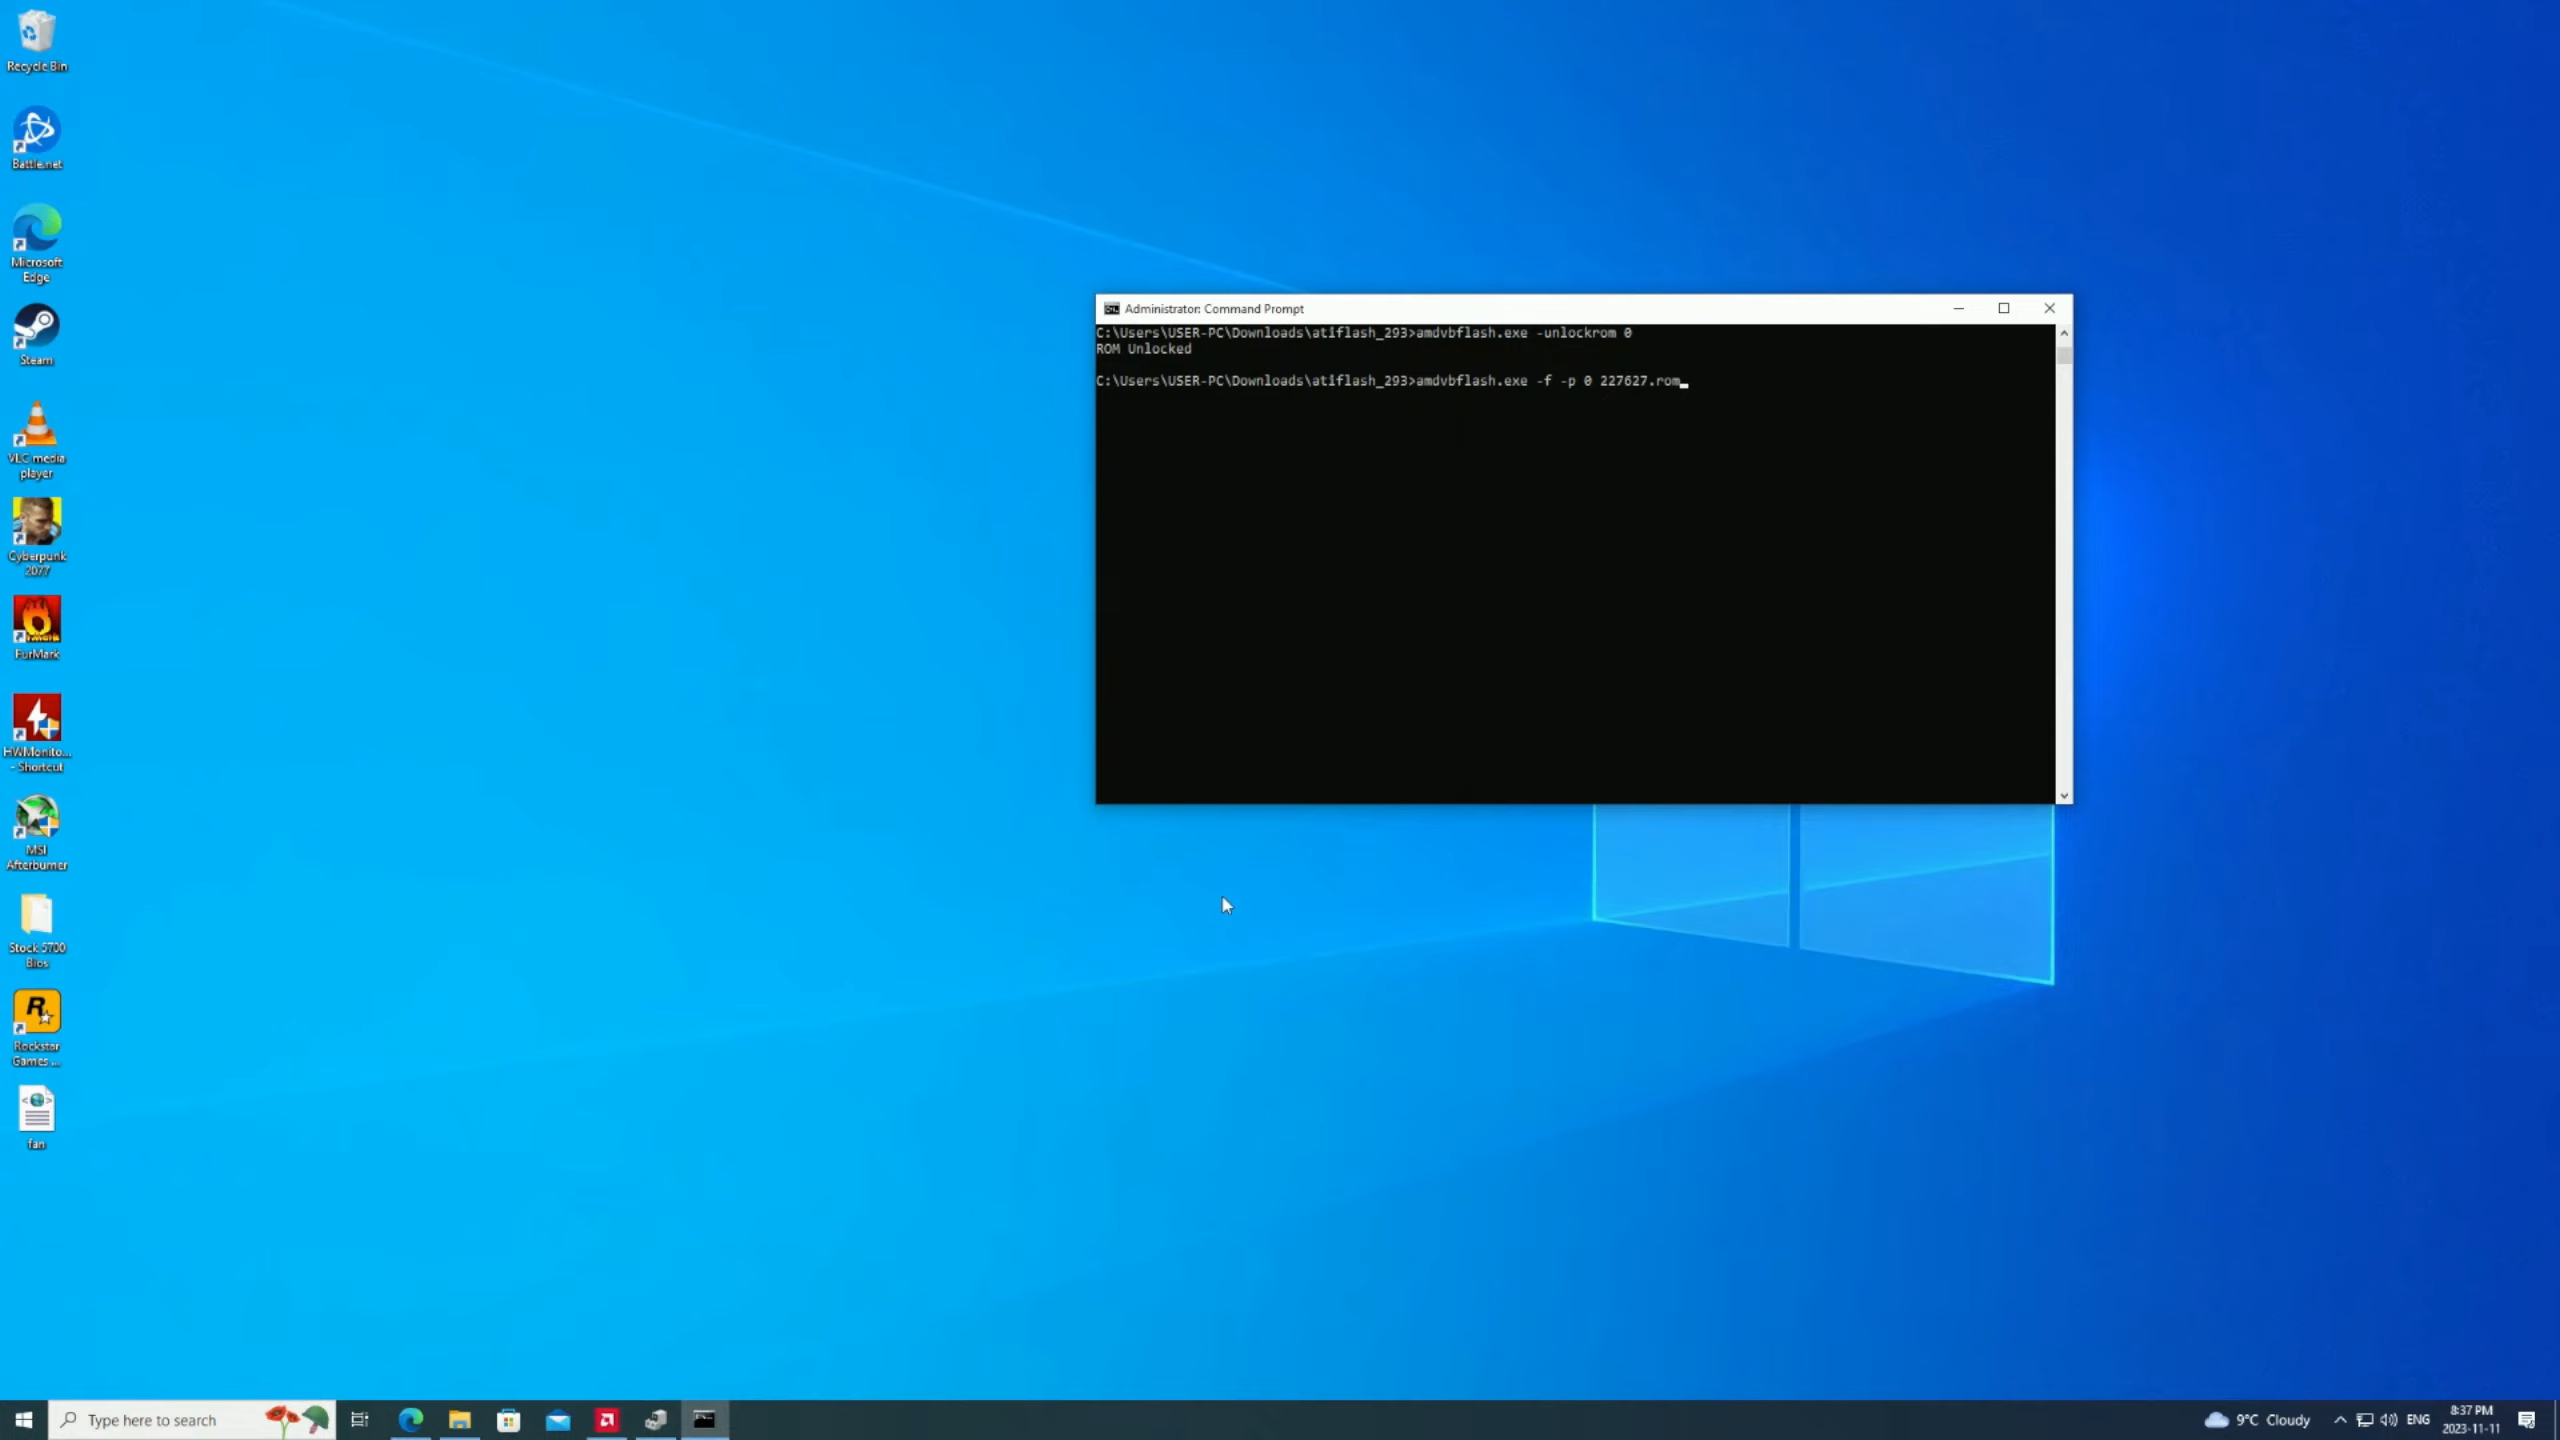 Recycle Bin
Battle.net
Microsoft
Edge
Steam
VLC media
player
Cyberpunk
2077
FurMark
HWMonito...
- Shortcut
MSI
Afterburner
Stock 5700
Bios
Rockstar
Games ...
fan
Administrator: Command Prompt
C:\Users\USER-PC\Downloads\atiflash_293>amdvbflash.exe -unlockrom 0
ROM Unlocked
C:\Users\USER-PC\Downloads\atiflash_293>amdvbflash.exe -f -p 0 227627.rom
Type here to search
9°C Cloudy
ENG
8:37 PM
2023-11-11